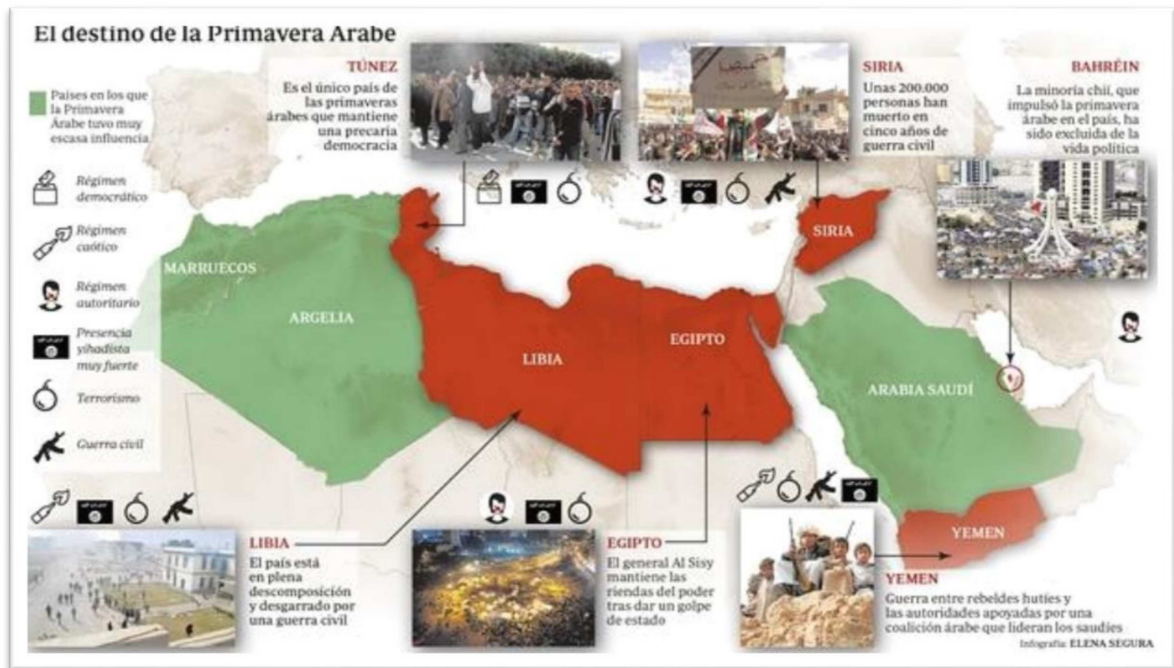 El destino de la Primavera Arabe
Países en los que
la Primavera
Árabe tuvo muy
escasa influencia
Régimen
democrático
Régimen
caótico
Régimen
autoritario
Presencia
yihadista
muy fuerte
Terrorismo
Guerra civil
TÚNEZ
Es el único país de
las primaveras
árabes que mantiene
una precaria
democracia
SIRIA
Unas 200.000
personas han
muerto en
cinco años de
guerra civil
BAHRÉIN
La minoría chií, que
impulsó la primavera
árabe en el país, ha
sido excluida de la
vida política
MARRUECOS
ARGELIA
LIBIA
EGIPTO
SIRIA
ARABIA SAUDÍ
YEMEN
LIBIA
El país está
en plena
descomposición
y desgarrado por
una guerra civil
EGIPTO
El general Al Sisy
mantiene las
riendas del poder
tras dar un golpe
de estado
YEMEN
Guerra entre rebeldes hutíes y
las autoridades apoyadas por una
coalición árabe que lideran los saudíes
Infografía: ELENA SEGURA